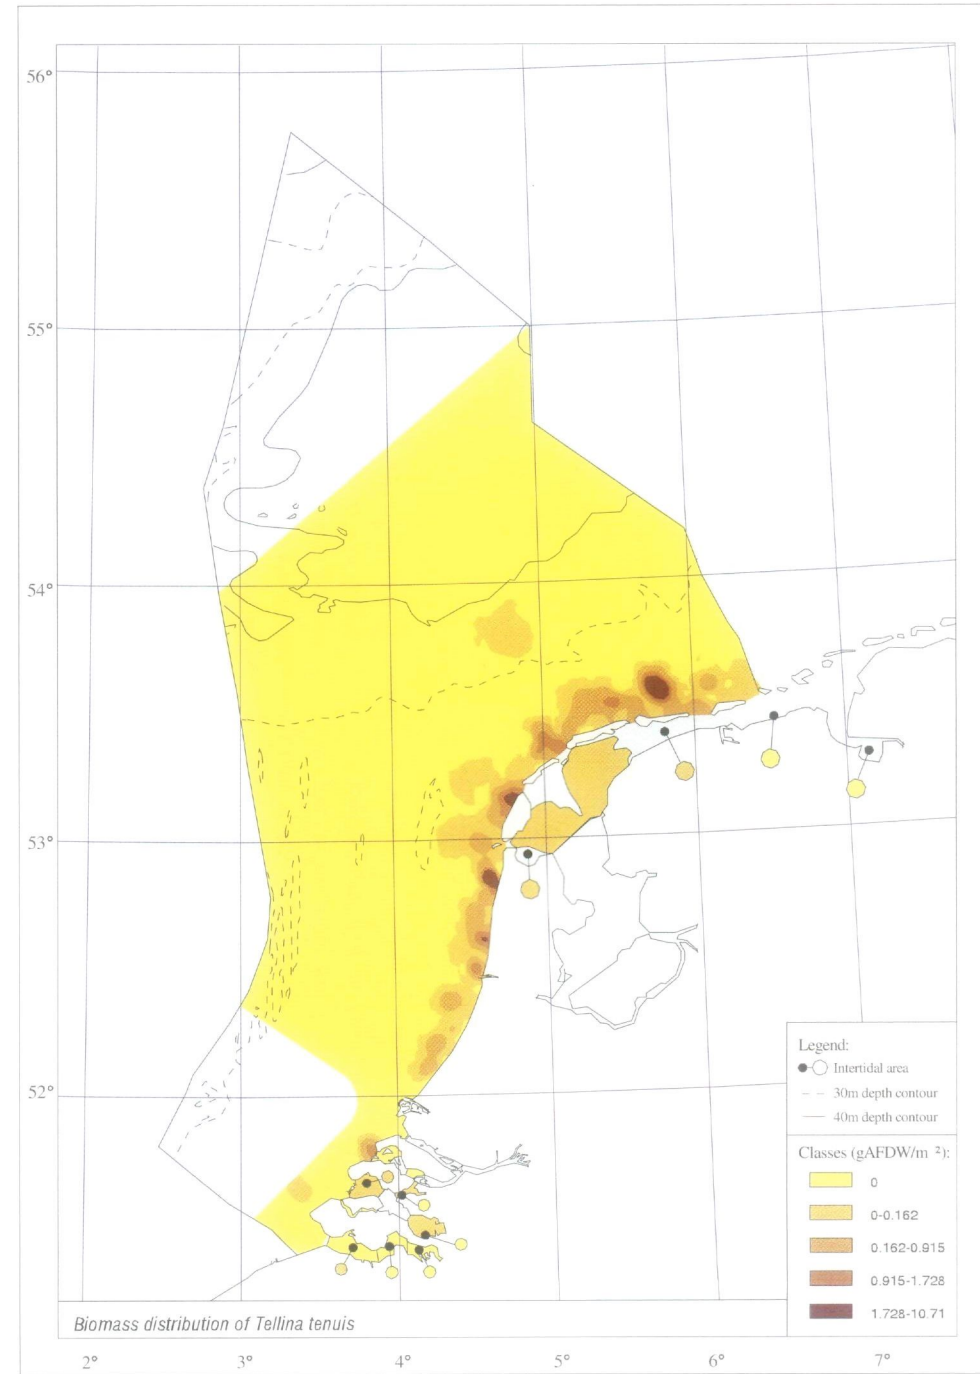 56°
55°
54°
53°
52°
Legend:
Intertidal area
30m depth contour
40m depth contour
Classes (gAFDW/m ²):
0
0-0.162
0.162-0.915
0.915-1.728
1.728-10.71
Biomass distribution of Tellina tenuis
2° 3° 4° 5° 6° 7°